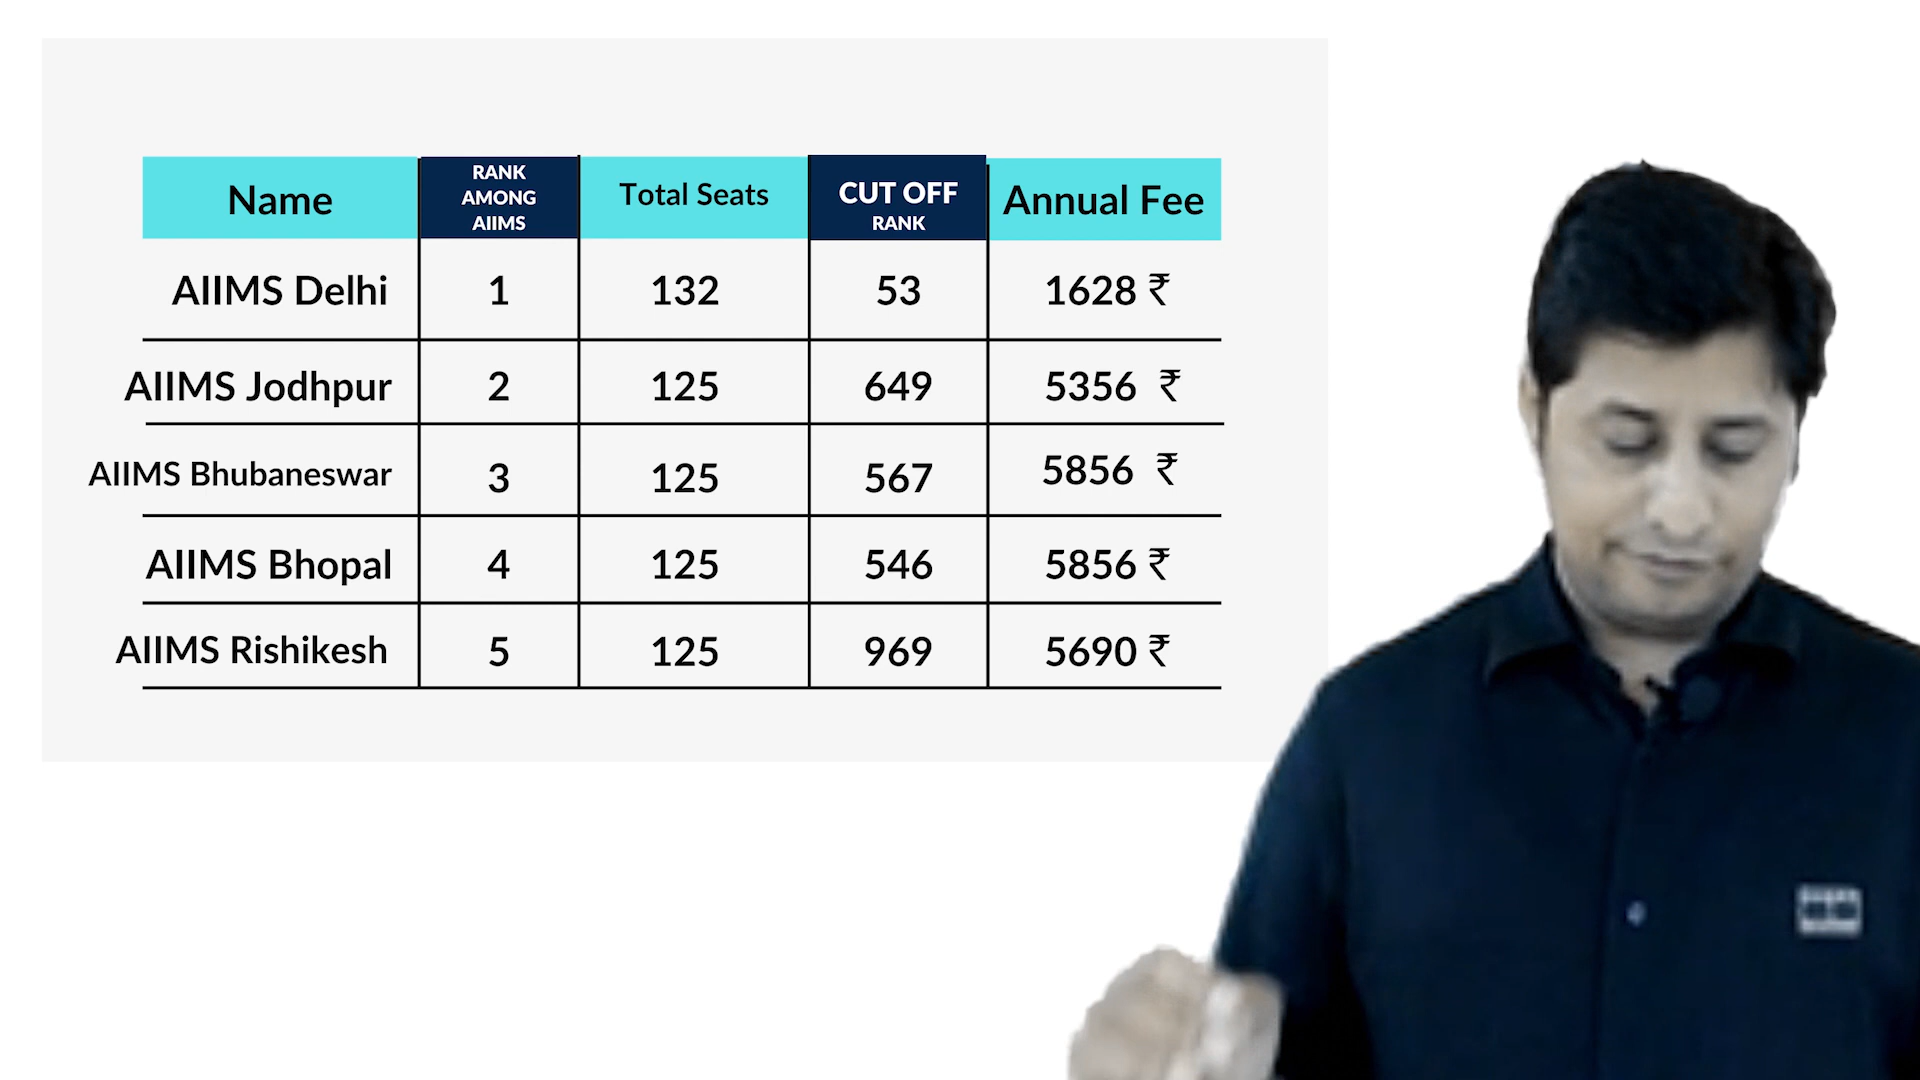 Name
RANK
AMONG
AIIMS
Total Seats
CUT OFF
RANK
Annual Fee
AIIMS Delhi 1 132 53 1628 ₹
AIIMS Jodhpur 2 125 649 5356 ₹
AIIMS Bhubaneswar 3 125 567 5856 ₹
AIIMS Bhopal 4 125 546 5856 ₹
AIIMS Rishikesh 5 125 969 5690 ₹